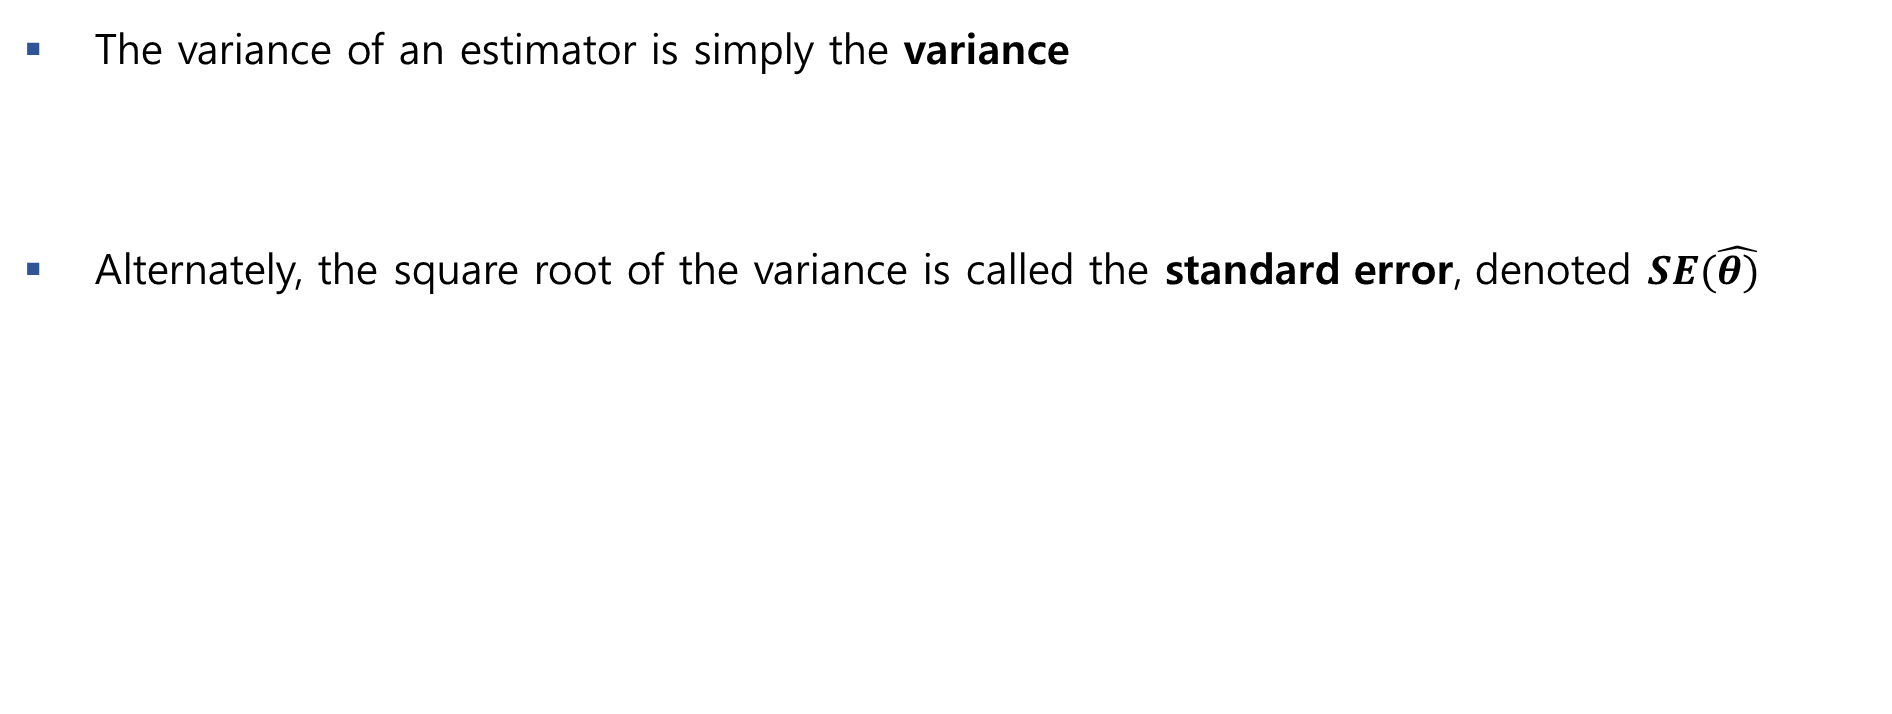 ▪ The variance of an estimator is simply the variance
▪ Alternately, the square root of the variance is called the standard error, denoted 𝑺𝑬(𝜽̂)